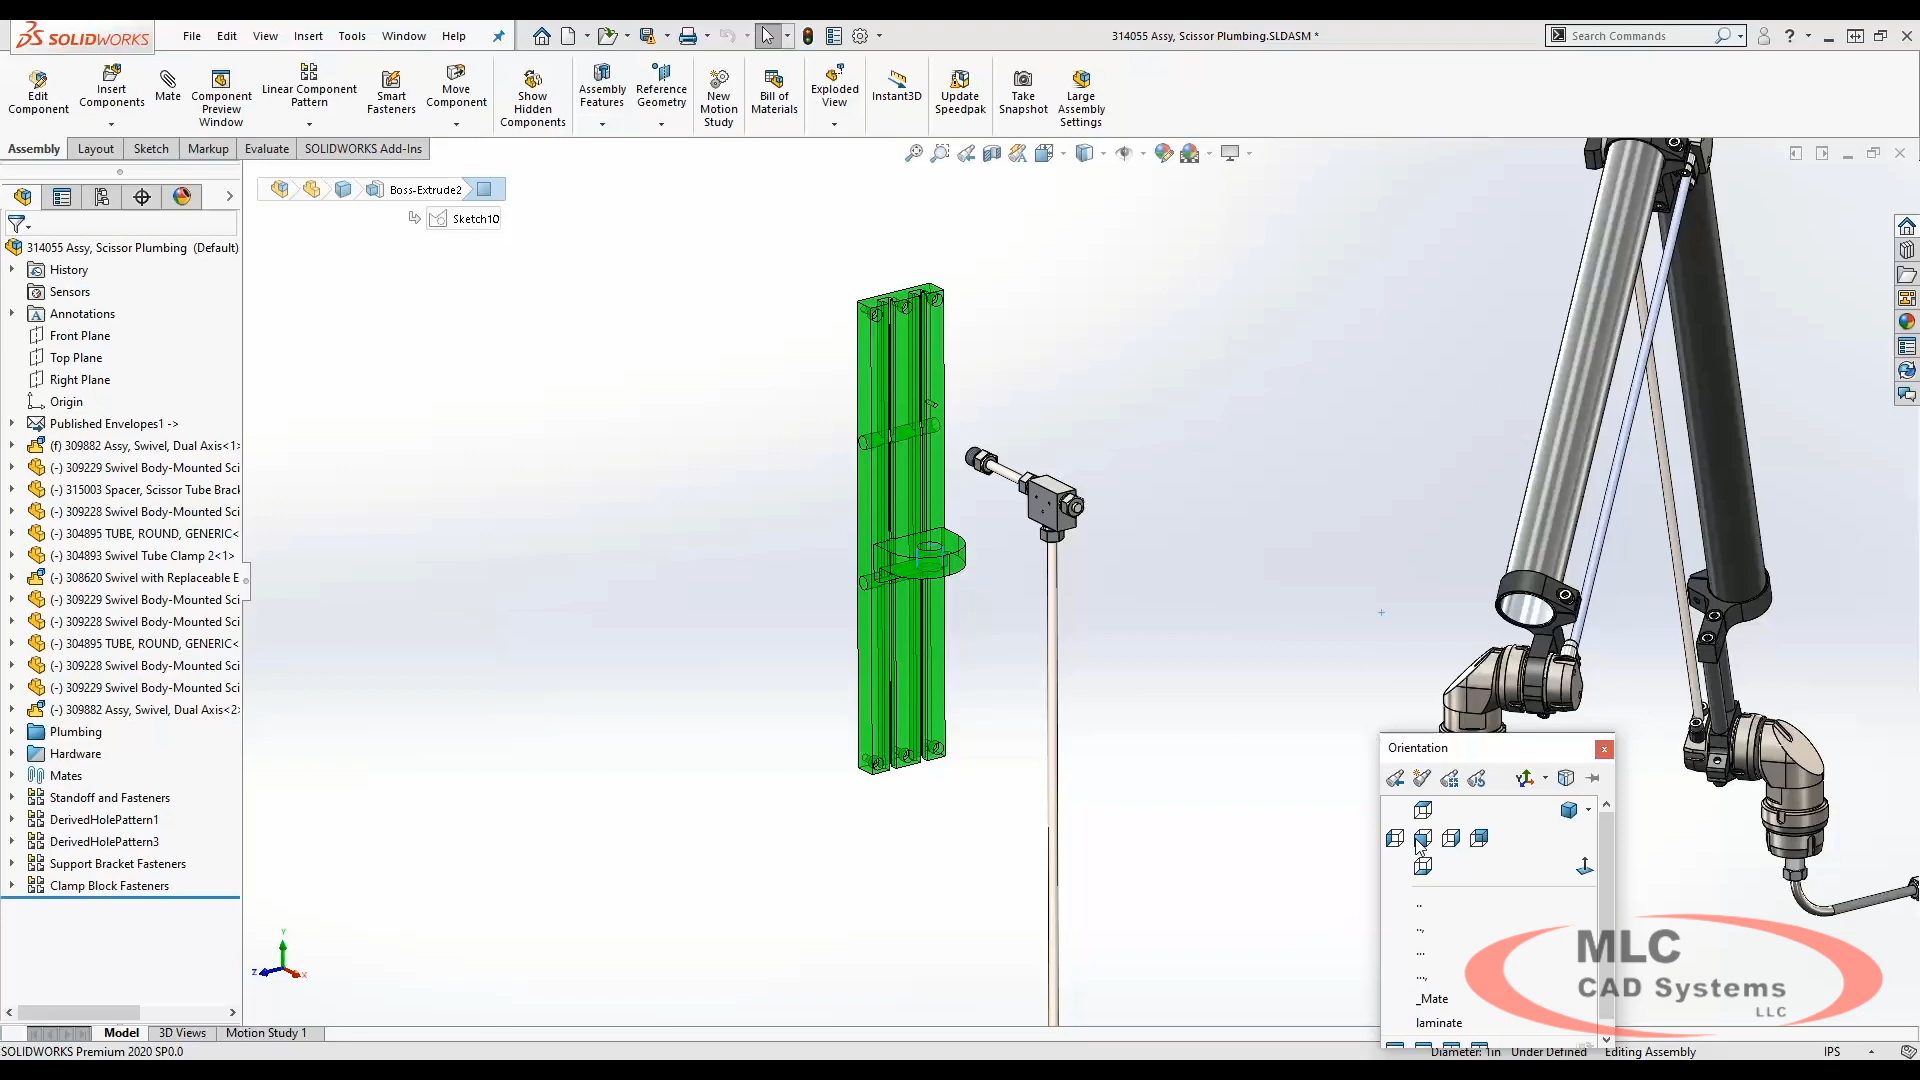 SOLIDWORKS File Edit View Insert Tools Window Help 314055 Assy, Scissor Plumbing.SLDASM * Search Commands ?
Edit Component
Insert Components
Mate
Component Preview Window
Linear Component Pattern
Smart Fasteners
Move Component
Show Hidden Components
Assembly Features
Reference Geometry
New Motion Study
Bill of Materials
Exploded View
Instant3D
Update Speedpak
Take Snapshot
Large Assembly Settings
Assembly Layout Sketch Markup Evaluate SOLIDWORKS Add-Ins
Boss-Extrude2
Sketch10
314055 Assy, Scissor Plumbing (Default)
History
Sensors
Annotations
Front Plane
Top Plane
Right Plane
Origin
Published Envelopes1 ->
(f) 309882 Assy, Swivel, Dual Axis<1>
(-) 309229 Swivel Body-Mounted Sci
(-) 315003 Spacer, Scissor Tube Brack
(-) 309228 Swivel Body-Mounted Sci
(-) 304895 TUBE, ROUND, GENERIC<
(-) 304893 Swivel Tube Clamp 2<1>
(-) 308620 Swivel with Replaceable E
(-) 309229 Swivel Body-Mounted Sci
(-) 309228 Swivel Body-Mounted Sci
(-) 304895 TUBE, ROUND, GENERIC<
(-) 309228 Swivel Body-Mounted Sci
(-) 309229 Swivel Body-Mounted Sci
(-) 309882 Assy, Swivel, Dual Axis<2>
Plumbing
Hardware
Mates
Standoff and Fasteners
DerivedHolePattern1
DerivedHolePattern3
Support Bracket Fasteners
Clamp Block Fasteners
Y
Z
X
Orientation
x
..
..,
...
...,
_Mate
laminate
MLC
CAD Systems
LLC
Model 3D Views Motion Study 1
SOLIDWORKS Premium 2020 SP0.0 Diameter: 1in Under Defined Editing Assembly IPS